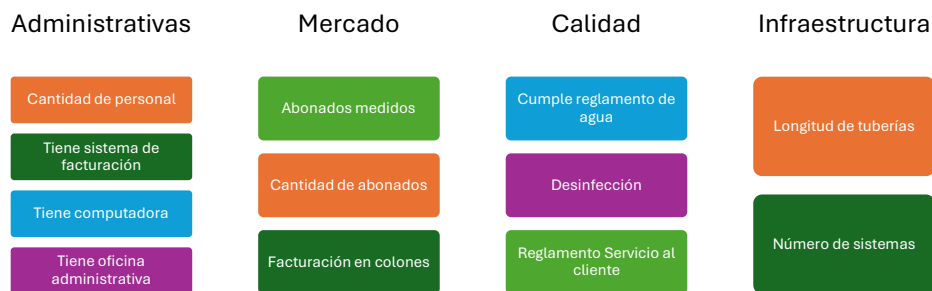 Administrativas
Cantidad de personal
Tiene sistema de
facturación
Tiene computadora
Tiene oficina
administrativa
Mercado
Abonados medidos
Cantidad de abonados
Facturación en colones
Calidad
Cumple reglamento de
agua
Desinfección
Reglamento Servicio al
cliente
Infraestructura
Longitud de tuberías
Número de sistemas